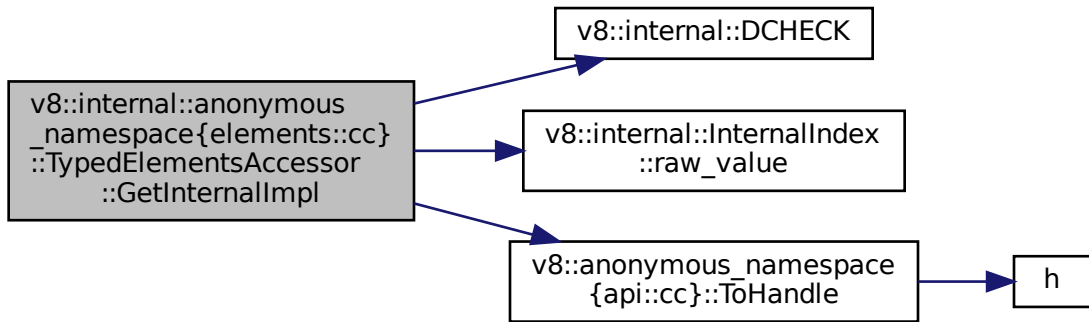 v8::internal::anonymous
_namespace{elements::cc}
::TypedElementsAccessor
::GetInternalImpl
v8::internal::DCHECK
v8::internal::InternalIndex
::raw_value
v8::anonymous_namespace
{api::cc}::ToHandle
h